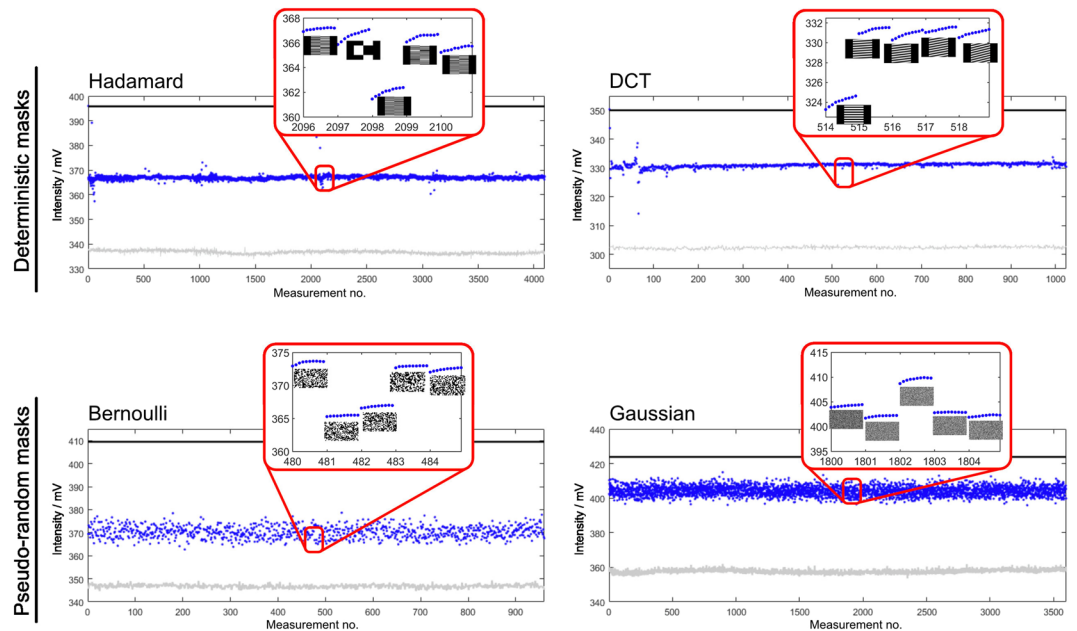 Deterministic masks
Hadamard
400
390
380
370
360
350
340
330
Intensity / mV
0 500 1000 1500 2000 2500 3000 3500 4000
Measurement no.
368
366
364
362
360
2096 2097 2098 2099 2100
DCT
350
340
330
320
310
300
Intensity / mV
0 100 200 300 400 500 600 700 800 900 1000
Measurement no.
332
330
328
326
324
514 515 516 517 518
Pseudo-random masks
Bernoulli
410
400
390
380
370
360
350
340
Intensity / mV
0 100 200 300 400 500 600 700 800 900
Measurement no.
375
370
365
360
480 481 482 483 484
Gaussian
440
420
400
380
360
340
Intensity / mV
0 500 1000 1500 2000 2500 3000 3500
Measurement no.
415
410
405
400
395
1800 1801 1802 1803 1804